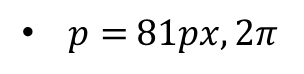 • p = 81px, 2π